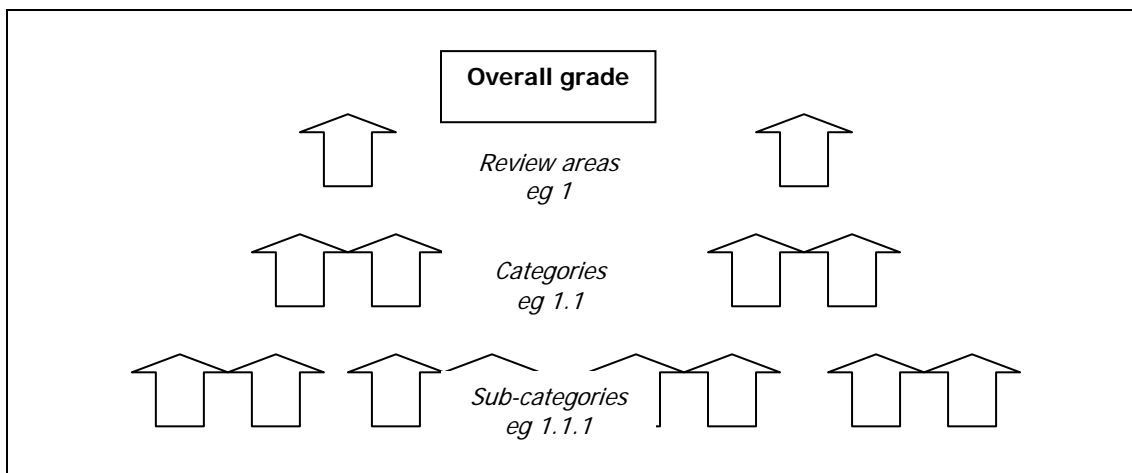 Overall grade
Review areas
eg 1
Categories
eg 1.1
Sub-categories
eg 1.1.1